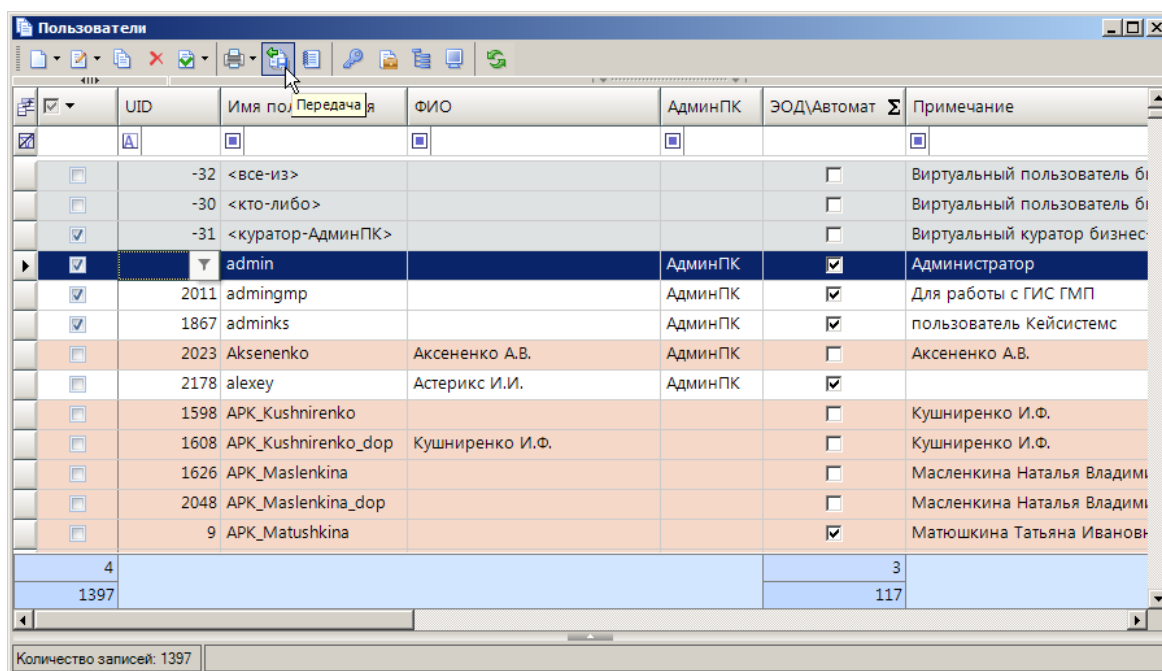 Пользователи
UID Имя пол Передача я ФИО АдминПК ЭОД\Автомат Σ Примечание
A
-32 <все-из> Виртуальный пользователь би
-30 <кто-либо> Виртуальный пользователь би
-31 <куратор-АдминПК> Виртуальный куратор бизнес-
admin АдминПК Администратор
2011 admingmp АдминПК Для работы с ГИС ГМП
1867 adminks АдминПК пользователь Кейсистемс
2023 Aksenenko Аксененко А.В. АдминПК Аксененко А.В.
2178 alexey Астерикс И.И. АдминПК
1598 APK_Kushnirenko Кушниренко И.Ф.
1608 APK_Kushnirenko_dop Кушниренко И.Ф. Кушниренко И.Ф.
1626 APK_Maslenkina Масленкина Наталья Владими
2048 APK_Maslenkina_dop Масленкина Наталья Владими
9 APK_Matushkina Матюшкина Татьяна Ивановн
4 3
1397 117
Количество записей: 1397